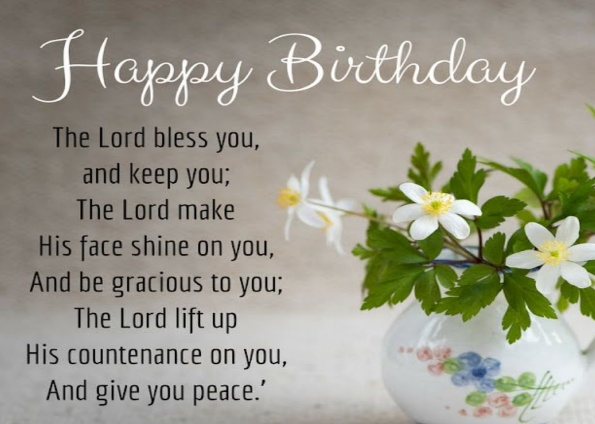 Happy Birthday
The Lord bless you,
and keep you;
The Lord make
His face shine on you,
And be gracious to you;
The Lord lift up
His countenance on you,
And give you peace.'